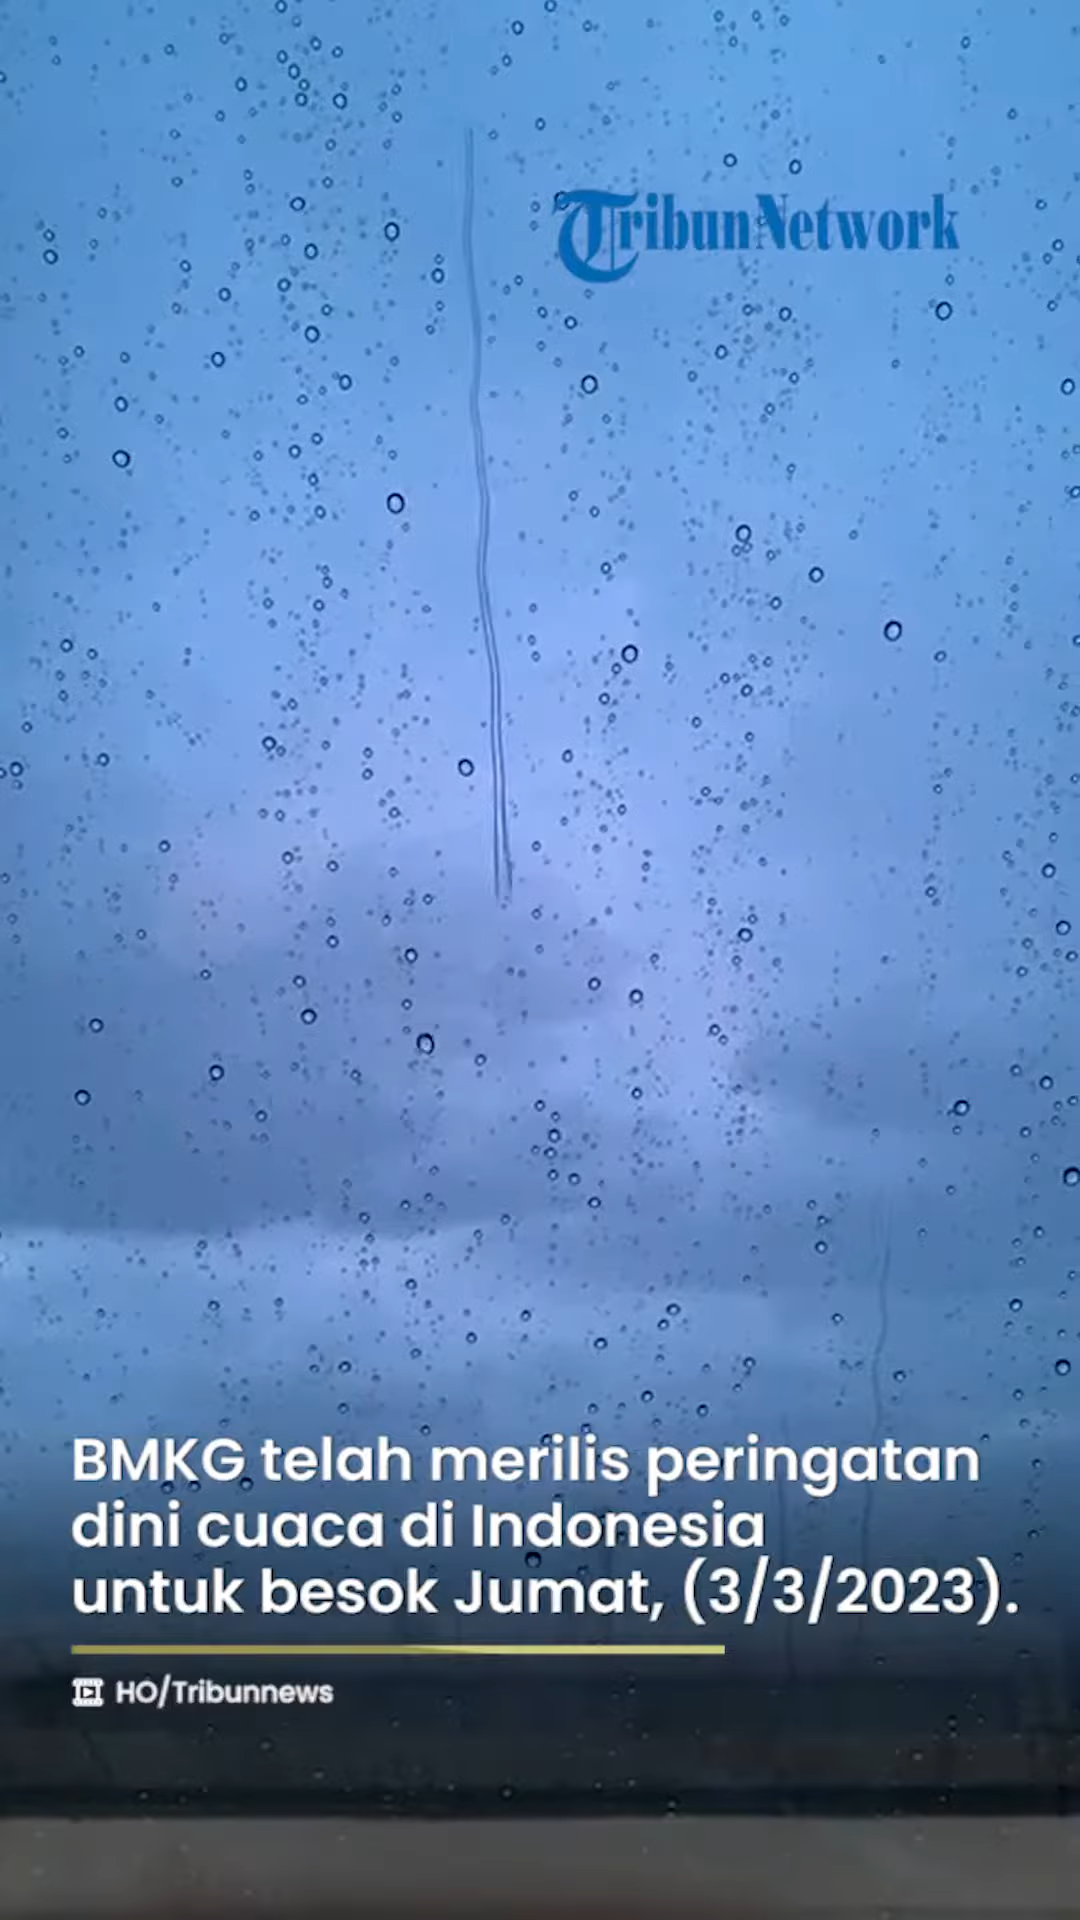 TribunNetwork
BMKG telah merilis peringatan
dini cuaca di Indonesia
untuk besok Jumat, (3/3/2023).
HO/Tribunnews